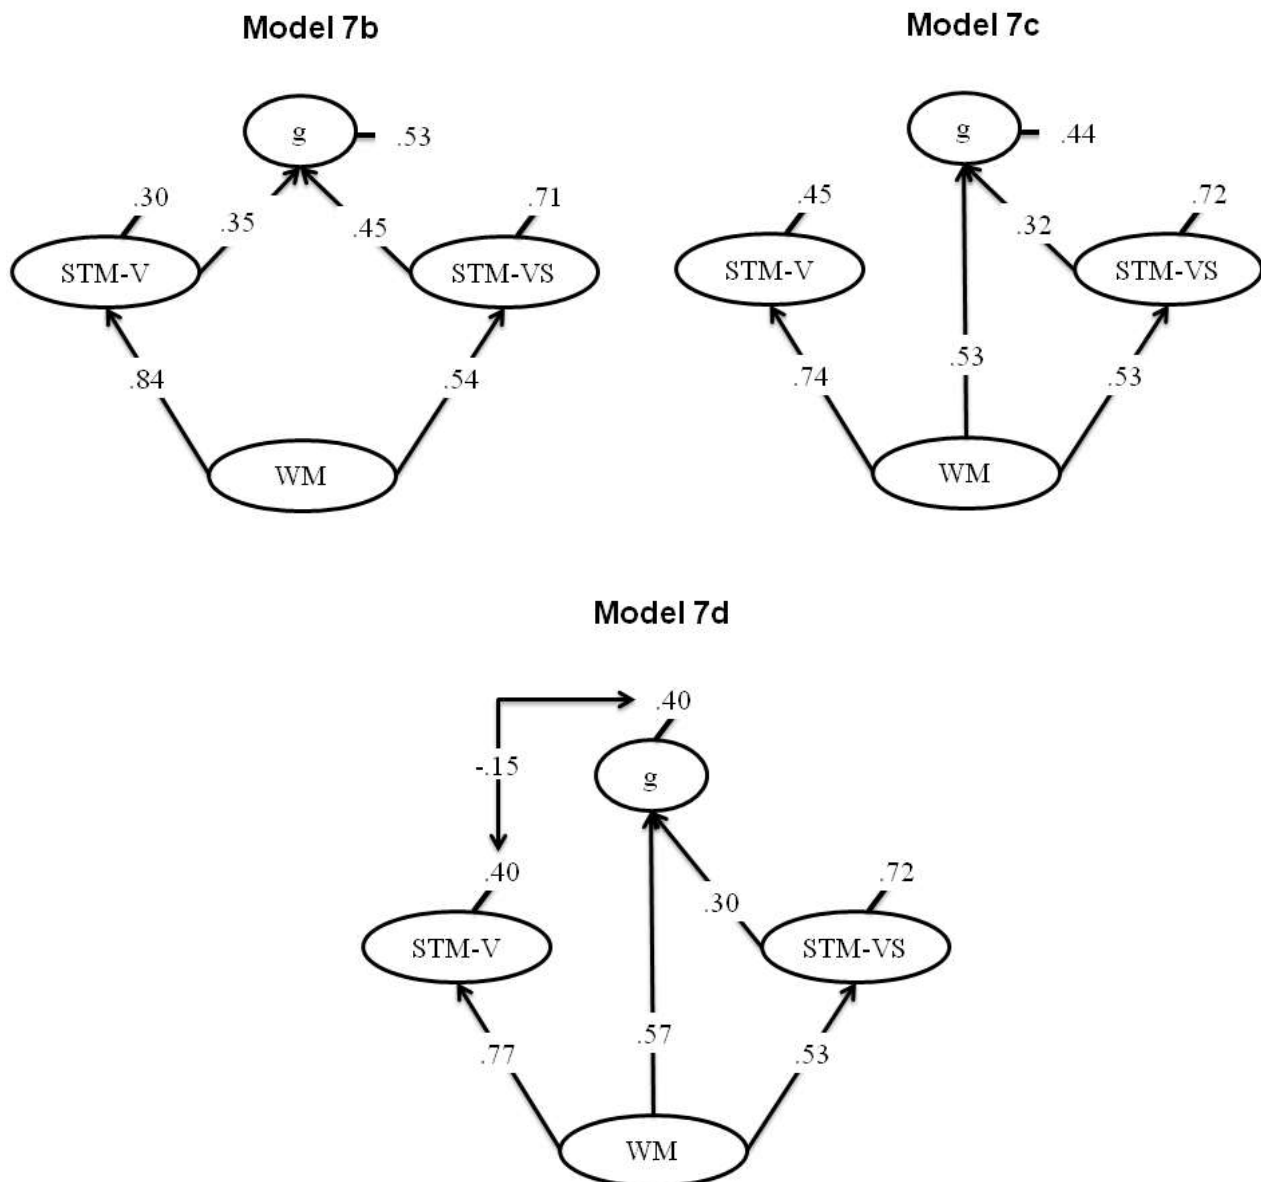 Model 7b
g
.53
.30
.35
.45
.71
STM-V
STM-VS
.84
.54
WM
Model 7c
g
.44
.45
.32
.72
STM-V
STM-VS
.74
.53
.53
WM
Model 7d
.40
-.15
g
.40
.72
.30
STM-V
STM-VS
.77
.57
.53
WM